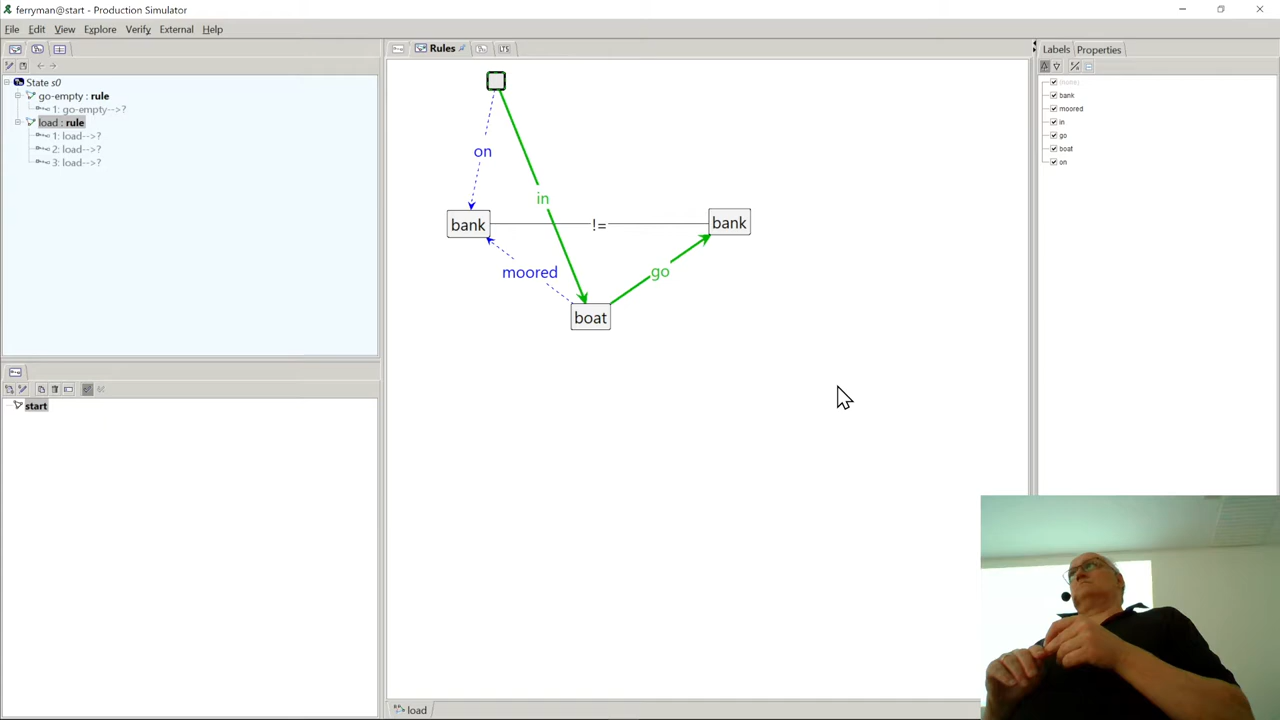 ferryman@start - Production Simulator
File Edit View Explore Verify External Help
State s0
go-empty : rule
1: go-empty-->?
load : rule
1: load-->?
2: load-->?
3: load-->?
start
Rules
LTS
on
in
bank
!=
bank
moored
go
boat
load
Labels Properties
(none)
bank
moored
in
go
boat
on